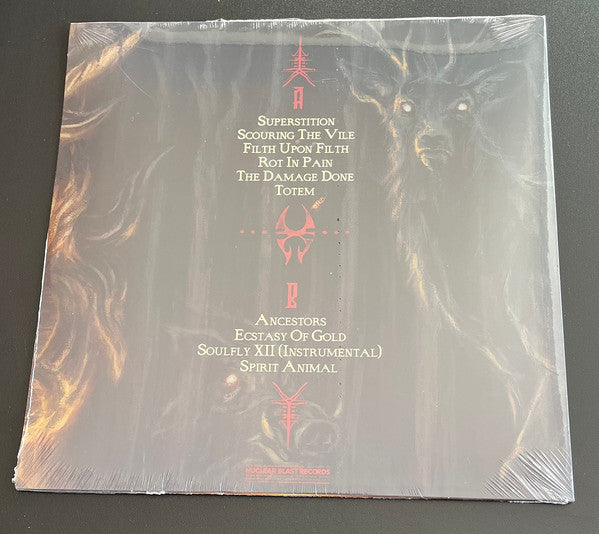 A
Superstition
Scouring The Vile
Filth Upon Filth
Rot In Pain
The Damage Done
Totem
B
Ancestors
Ecstasy Of Gold
Soulfly XII (Instrumental)
Spirit Animal
NUCLEAR BLAST RECORDS